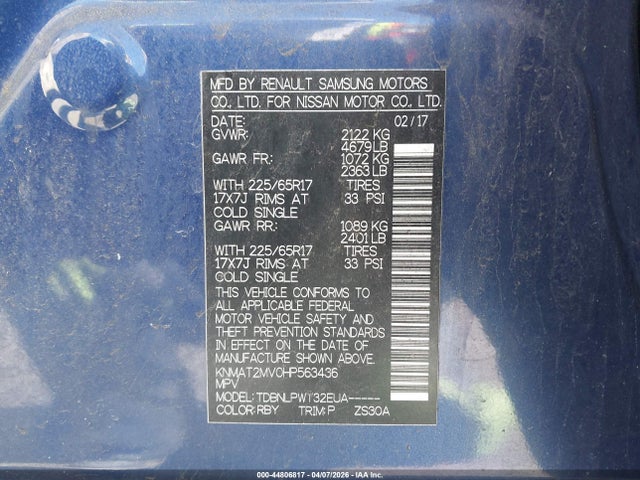 MFD BY RENAULT SAMSUNG MOTORS
CO., LTD. FOR NISSAN MOTOR CO., LTD.
DATE: 02/17
GVWR: 2122 KG
4679 LB
GAWR FR: 1072 KG
2363 LB
WITH 225/65R17 TIRES
17X7J RIMS AT 33 PSI
COLD SINGLE
GAWR RR: 1089 KG
2401 LB
WITH 225/65R17 TIRES
17X7J RIMS AT 33 PSI
COLD SINGLE
THIS VEHICLE CONFORMS TO
ALL APPLICABLE FEDERAL
MOTOR VEHICLE SAFETY AND
THEFT PREVENTION STANDARDS
IN EFFECT ON THE DATE OF
MANUFACTURE SHOWN ABOVE.
KNMAT2MV0HP563436
MPV
MODEL: TDBNLPWT32EUA-----
COLOR:RBY TRIM:P ZS30A
000-44806817 - 04/07/2026 - IAA Inc.